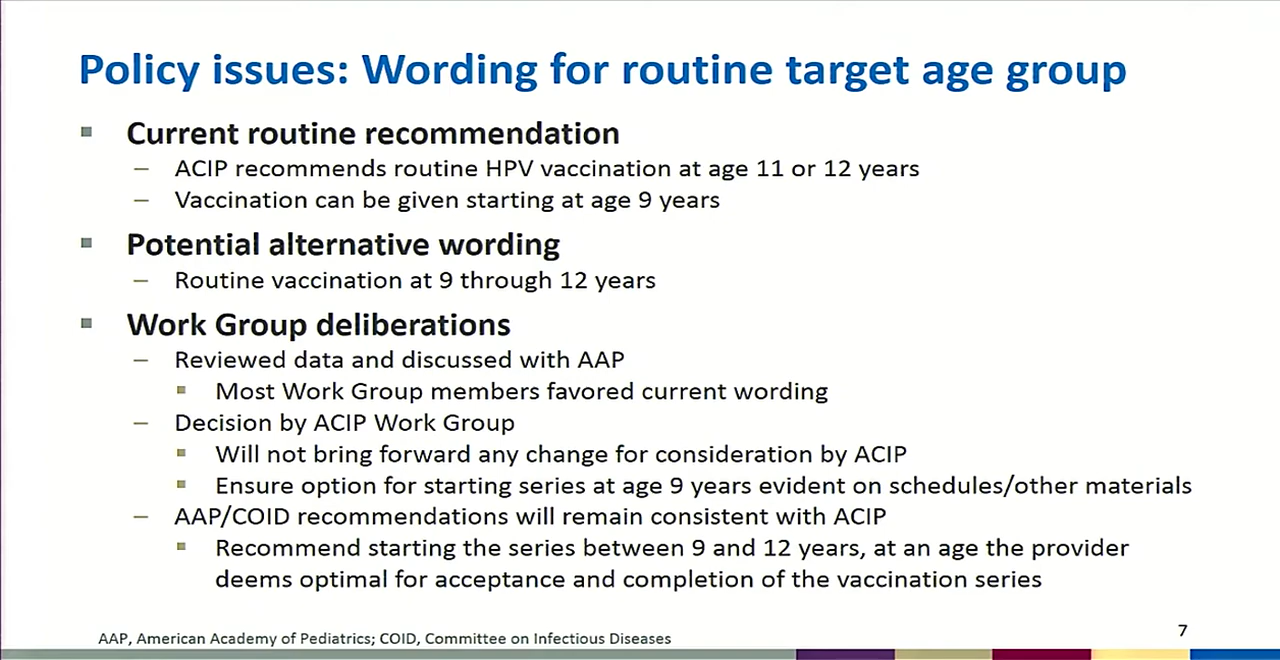 Policy issues: Wording for routine target age group
Current routine recommendation
– ACIP recommends routine HPV vaccination at age 11 or 12 years
– Vaccination can be given starting at age 9 years
Potential alternative wording
– Routine vaccination at 9 through 12 years
Work Group deliberations
– Reviewed data and discussed with AAP
Most Work Group members favored current wording
– Decision by ACIP Work Group
Will not bring forward any change for consideration by ACIP
Ensure option for starting series at age 9 years evident on schedules/other materials
– AAP/COID recommendations will remain consistent with ACIP
Recommend starting the series between 9 and 12 years, at an age the provider
deems optimal for acceptance and completion of the vaccination series
AAP, American Academy of Pediatrics; COID, Committee on Infectious Diseases
7